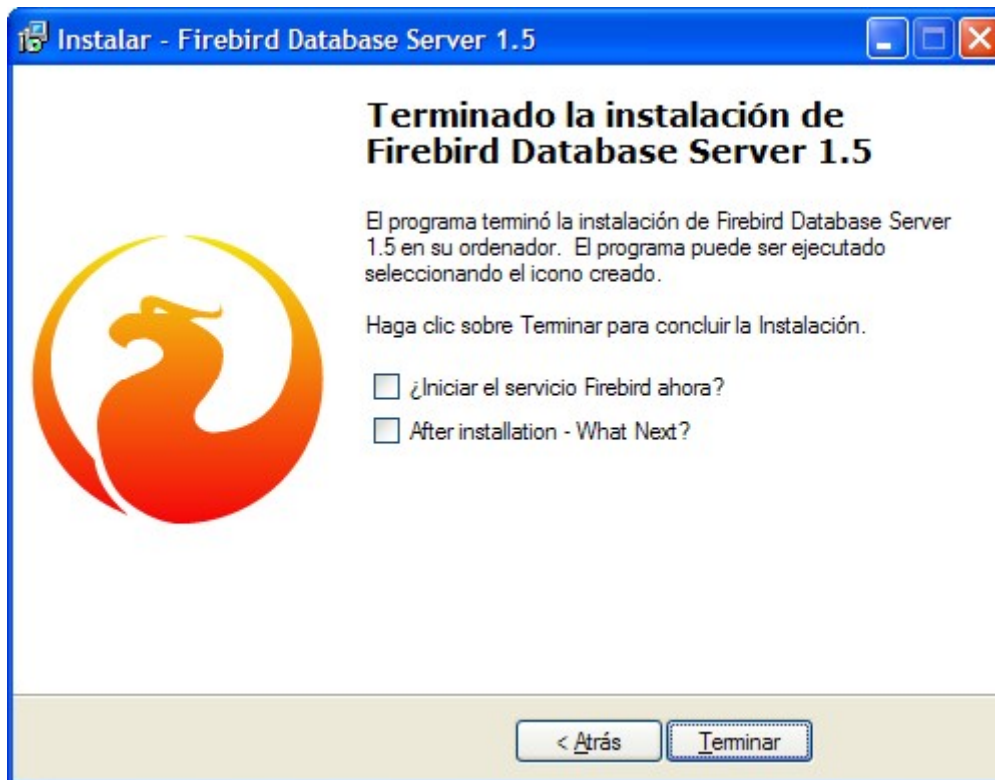 Instalar - Firebird Database Server 1.5
Terminado la instalación de
Firebird Database Server 1.5
El programa terminó la instalación de Firebird Database Server
1.5 en su ordenador. El programa puede ser ejecutado
seleccionando el icono creado.
Haga clic sobre Terminar para concluir la Instalación.
¿Iniciar el servicio Firebird ahora?
After installation - What Next?
< Atrás
Terminar